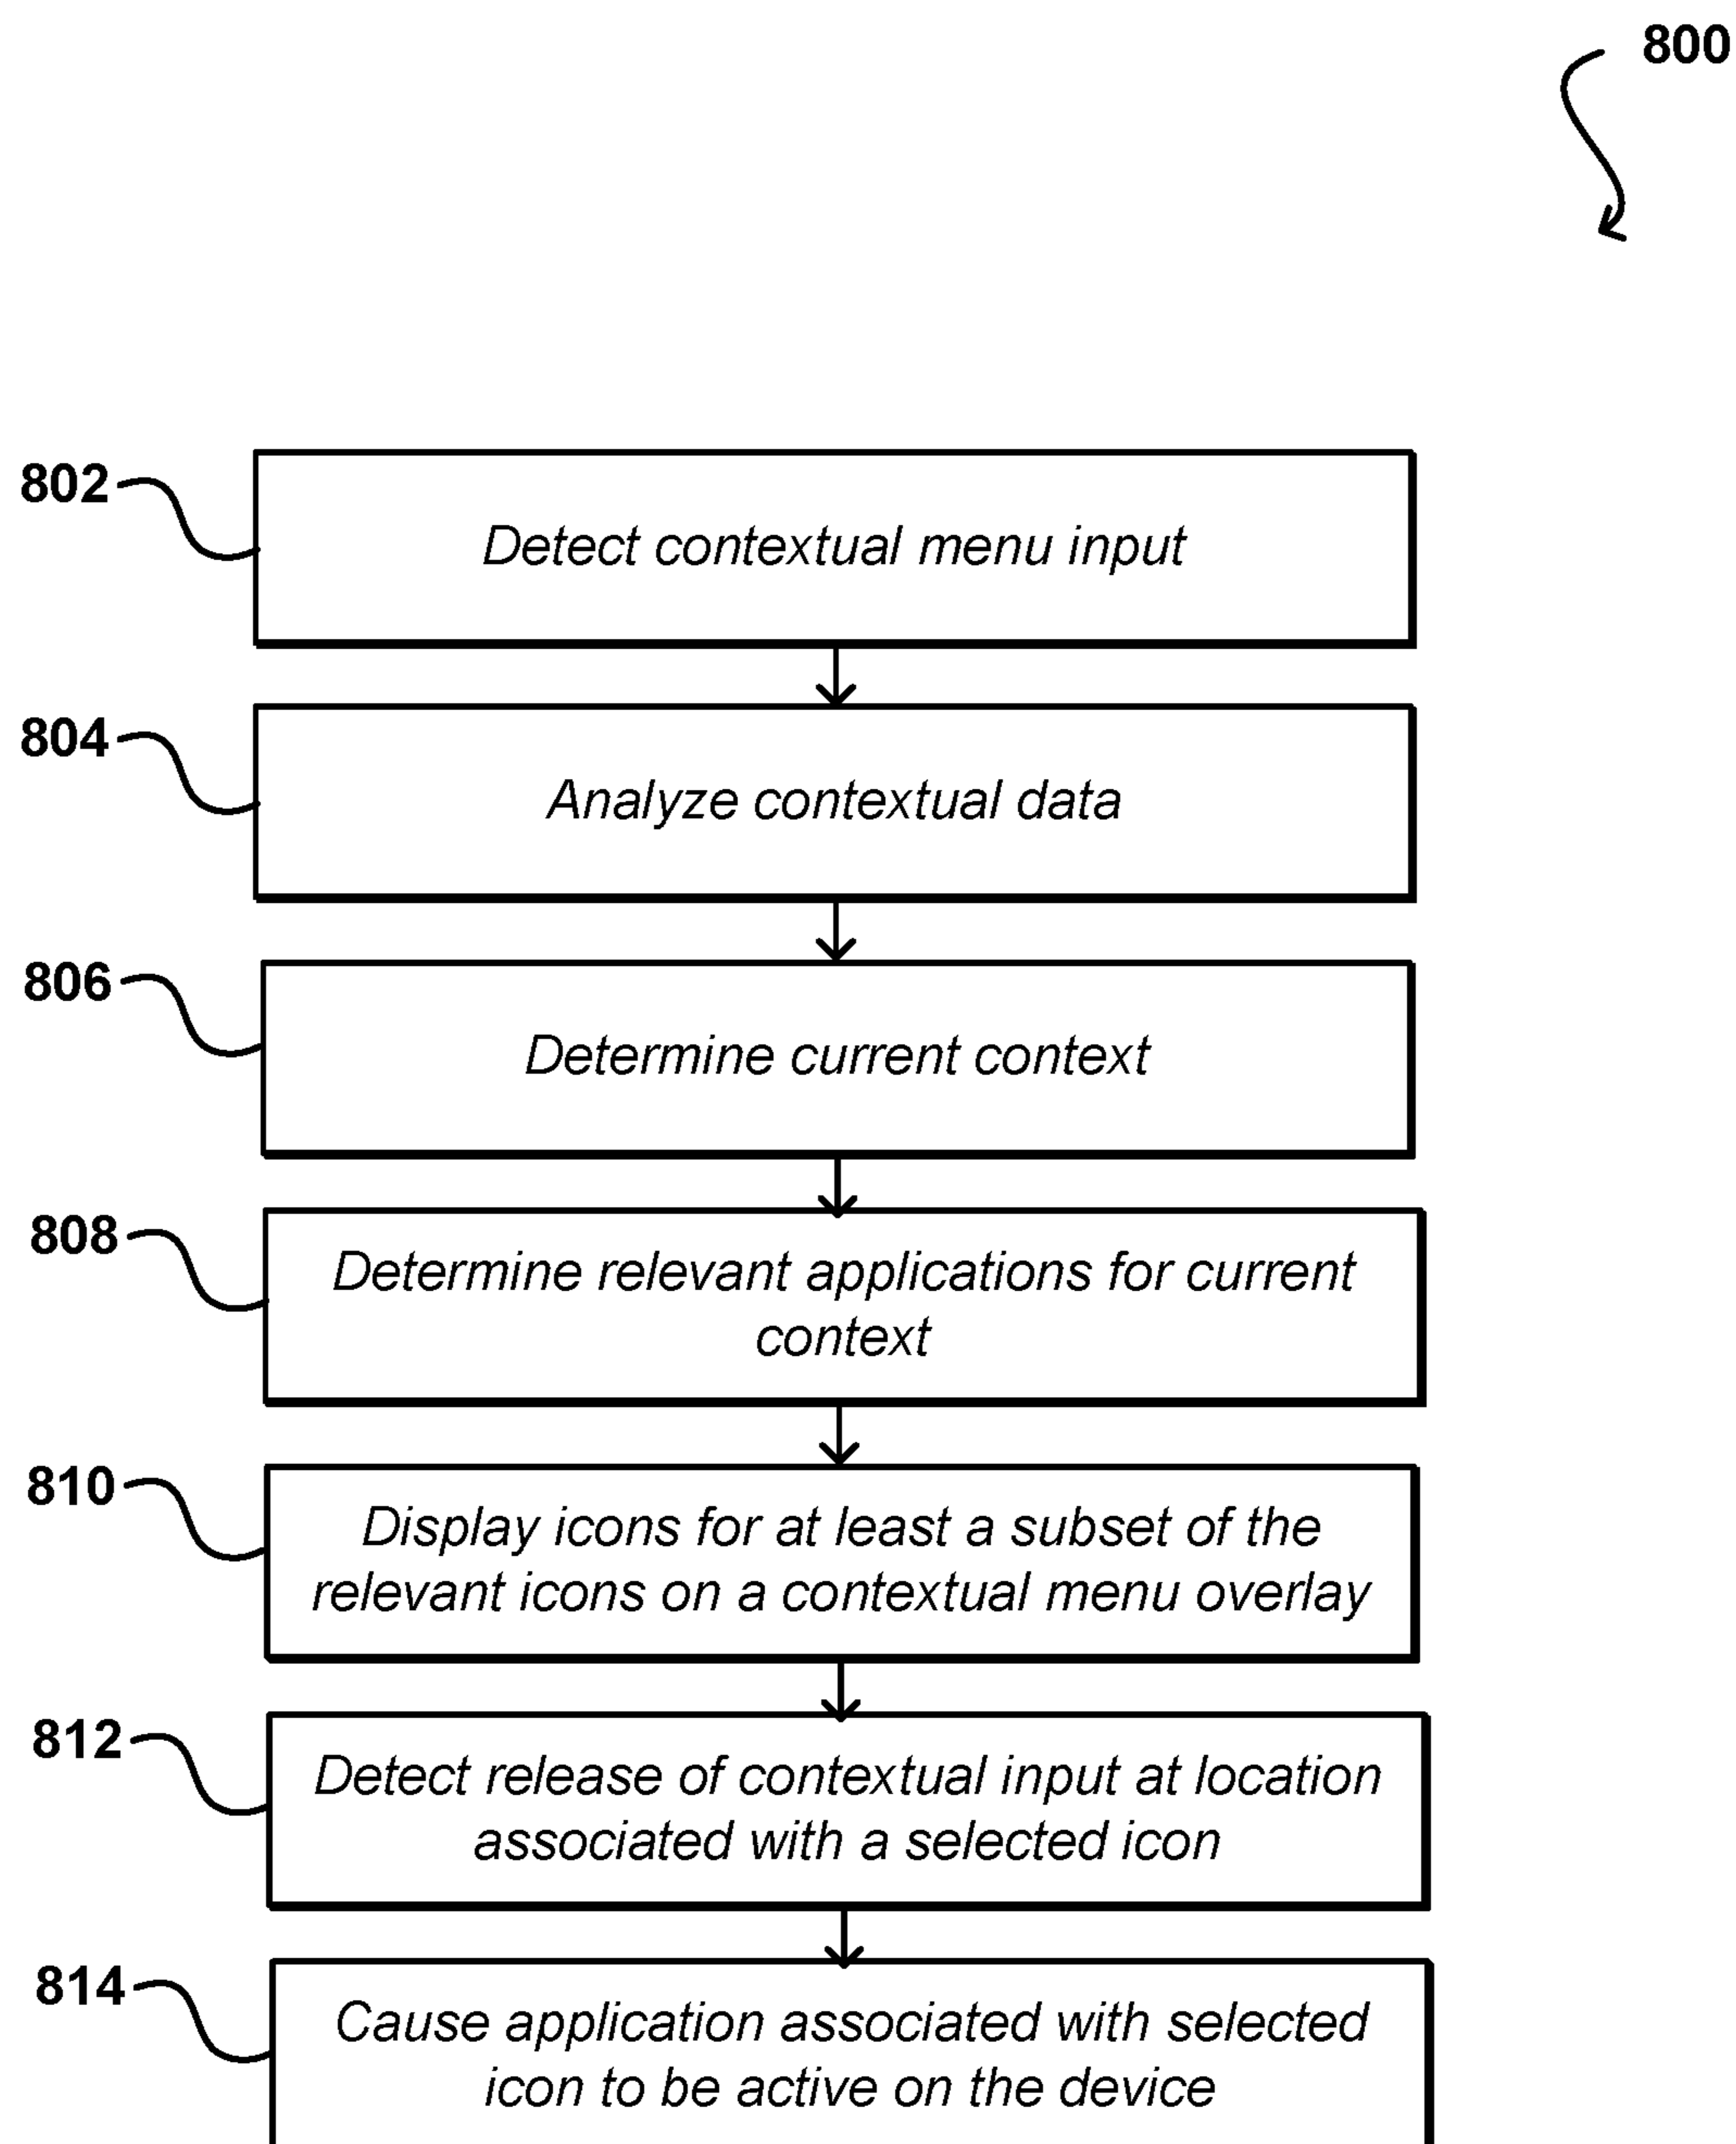 800
802
Detect contextual menu input
804
Analyze contextual data
806
Determine current context
808
Determine relevant applications for current
context
810
Display icons for at least a subset of the
relevant icons on a contextual menu overlay
812
Detect release of contextual input at location
associated with a selected icon
814
Cause application associated with selected
icon to be active on the device